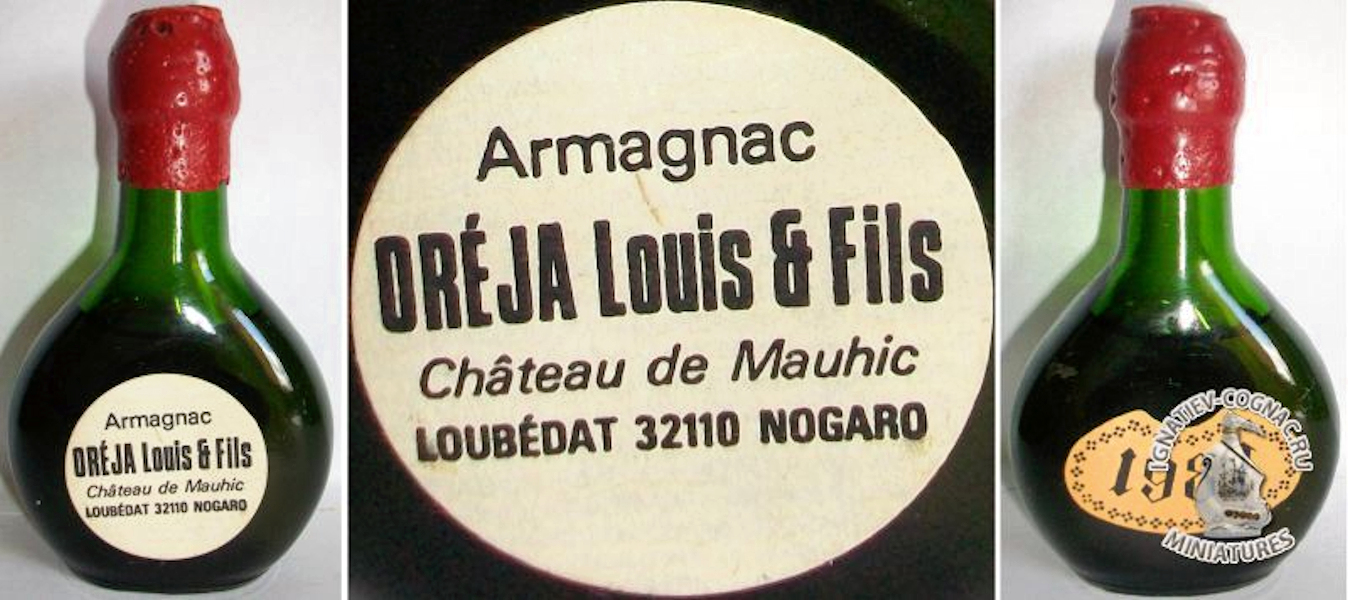 Armagnac
ORÉJA Louis & Fils
Château de Mauhic
LOUBÉDAT 32110 NOGARO
Armagnac
ORÉJA Louis & Fils
Château de Mauhic
LOUBÉDAT 32110 NOGARO
IGNATIEV-COGNAC.RU
MINIATURES